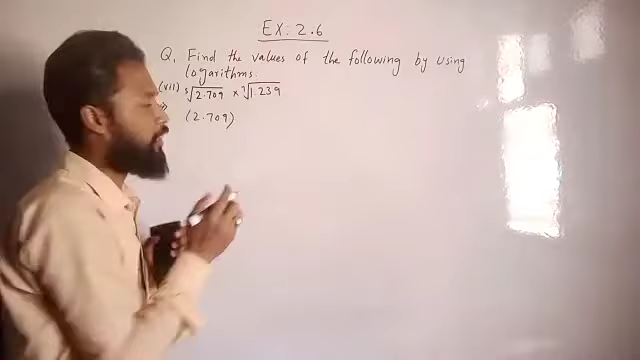 EX: 2.6
Q. Find the values of the following by using
logarithms.
(vii) ⁵√2.709 × ⁷√1.239
⇒ (2.709)